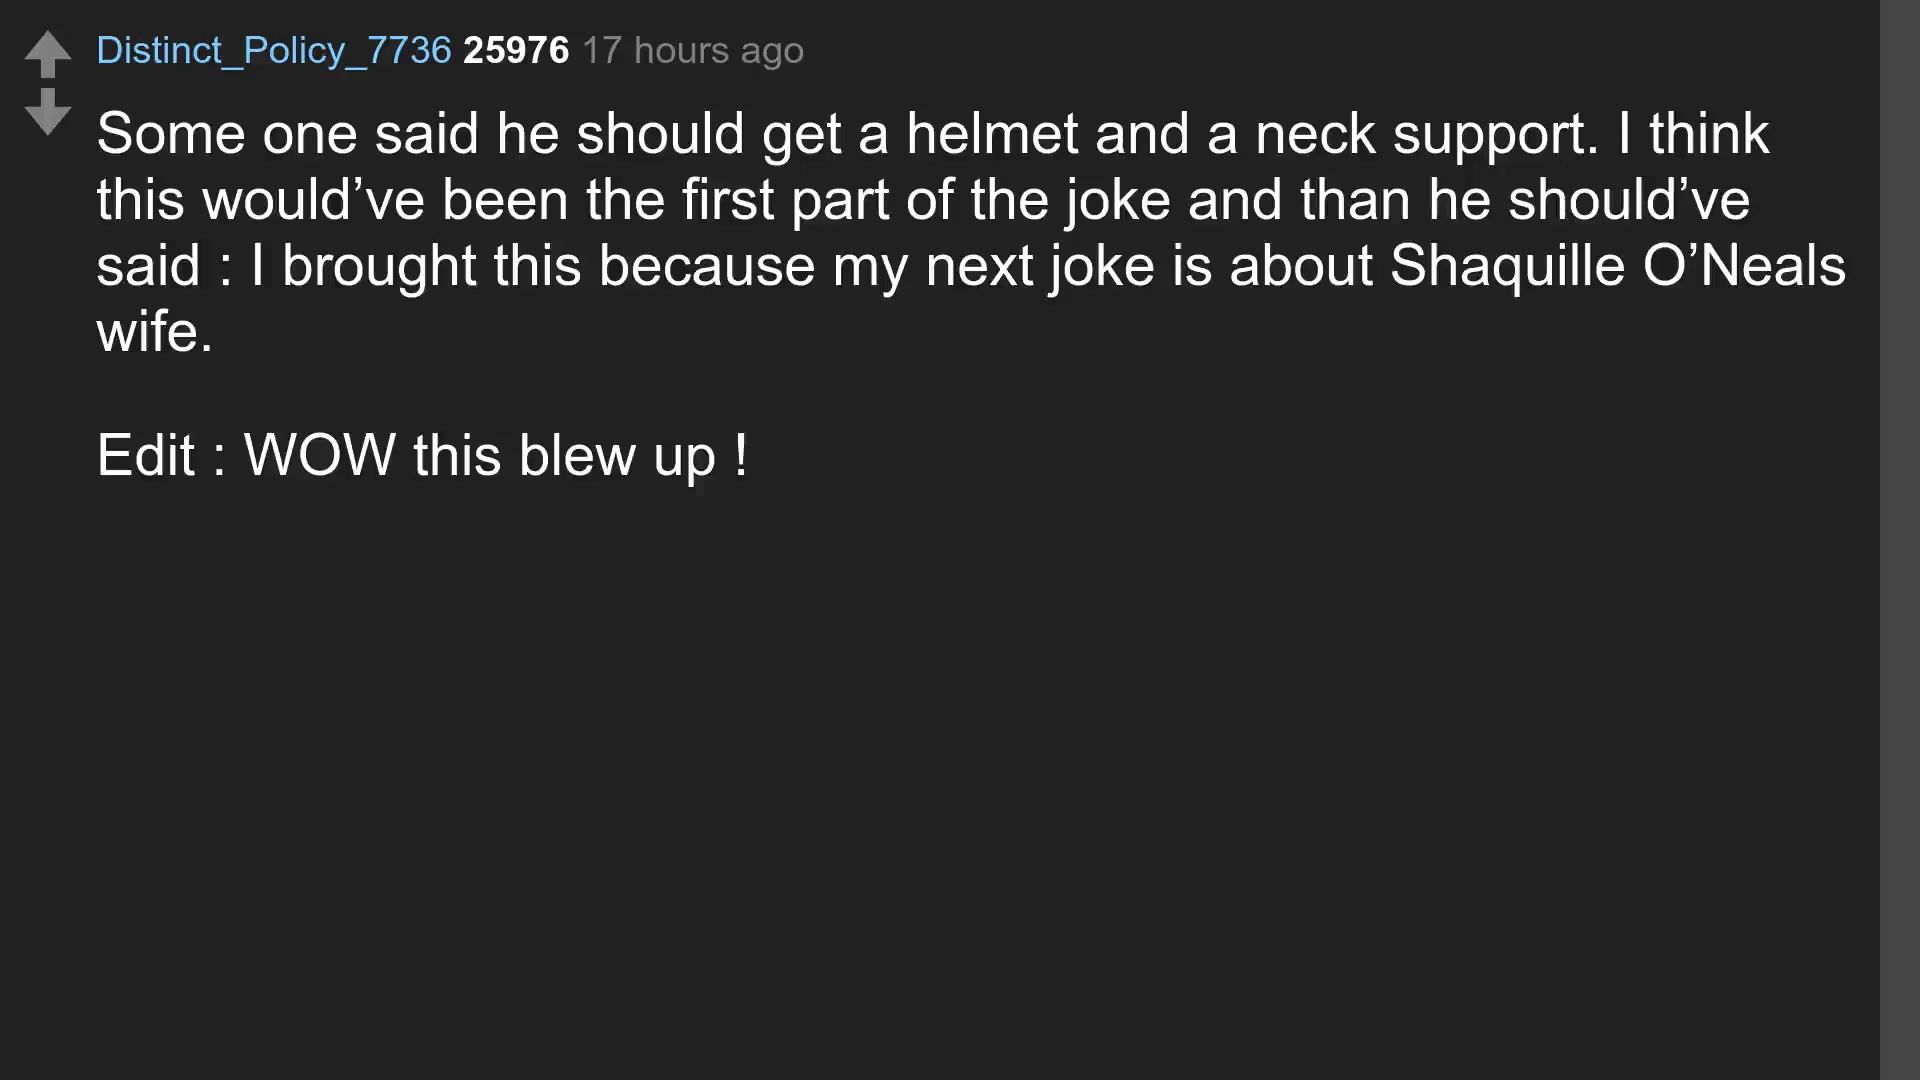 Distinct_Policy_7736 25976 17 hours ago
Some one said he should get a helmet and a neck support. I think
this would’ve been the first part of the joke and than he should’ve
said : I brought this because my next joke is about Shaquille O’Neals
wife.
Edit : WOW this blew up !